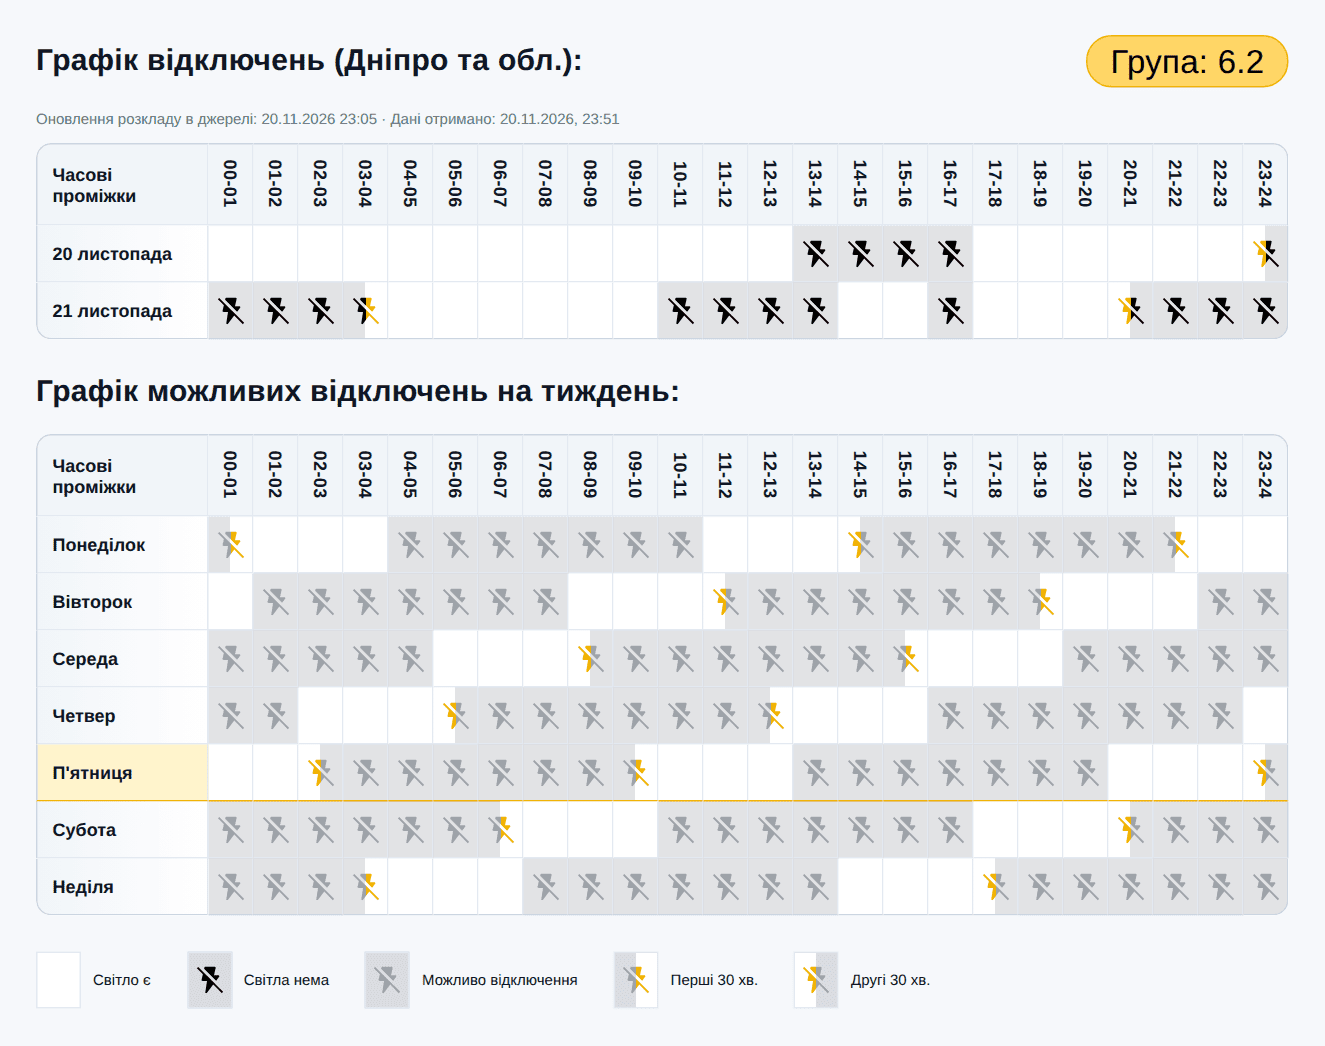 Графік відключень (Дніпро та обл.):
Група: 6.2
Оновлення розкладу в джерелі: 20.11.2026 23:05 · Дані отримано: 20.11.2026, 23:51
Часові
проміжки
00-01 01-02 02-03 03-04 04-05 05-06 06-07 07-08 08-09 09-10 10-11 11-12 12-13 13-14 14-15 15-16 16-17 17-18 18-19 19-20 20-21 21-22 22-23 23-24
20 листопада
21 листопада
Графік можливих відключень на тиждень:
Часові
проміжки
00-01 01-02 02-03 03-04 04-05 05-06 06-07 07-08 08-09 09-10 10-11 11-12 12-13 13-14 14-15 15-16 16-17 17-18 18-19 19-20 20-21 21-22 22-23 23-24
Понеділок
Вівторок
Середа
Четвер
П'ятниця
Субота
Неділя
Світло є
Світла нема
Можливо відключення
Перші 30 хв.
Другі 30 хв.